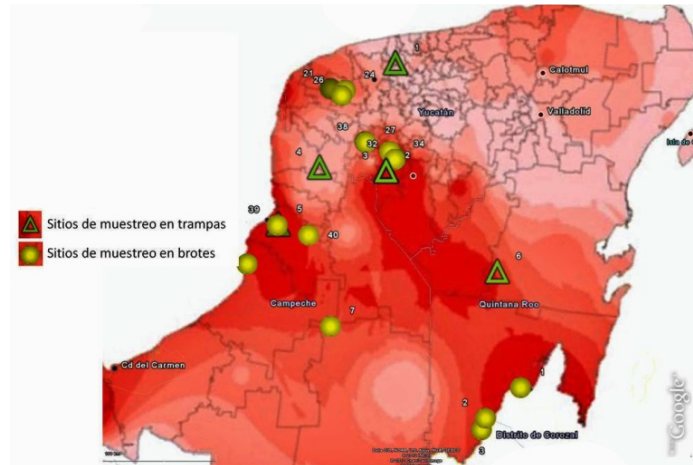 1
21
24
26
Calotmul
Yucatán
Valladolid
38
27
32
34
4
3
2
Isla de
39
5
Sitios de muestreo en trampas
40
Sitios de muestreo en brotes
6
Campeche
Quintana Roo
7
Cd del Carmen
1
2
Distrito de Corozal
3
Google